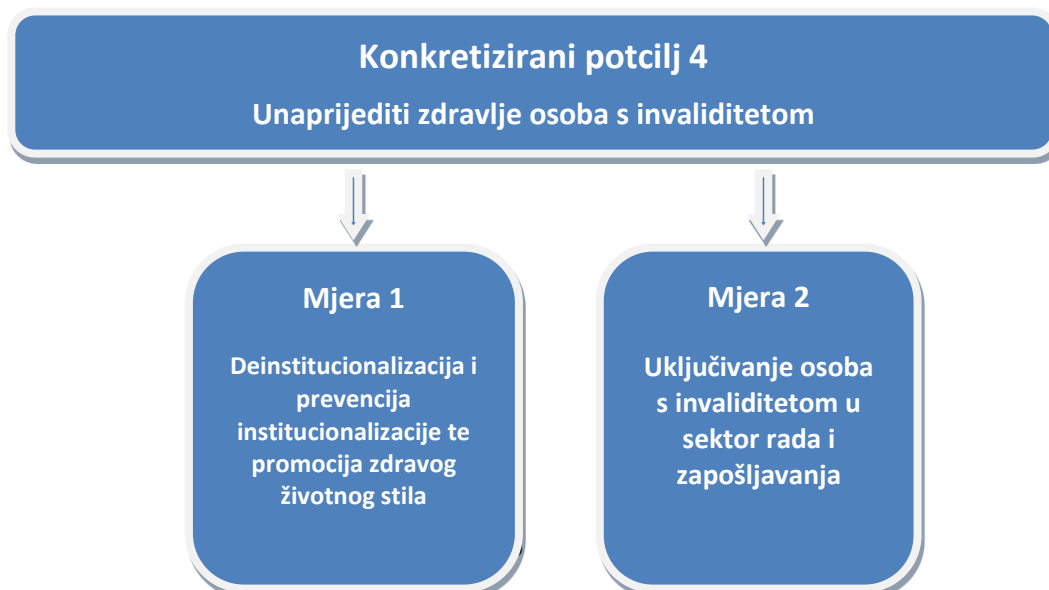 Konkretizirani potcilj 4
Unaprijediti zdravlje osoba s invaliditetom
Mjera 1
Deinstitucionalizacija i
prevencija
institucionalizacije te
promocija zdravog
životnog stila
Mjera 2
Uključivanje osoba
s invaliditetom u
sektor rada i
zapošljavanja